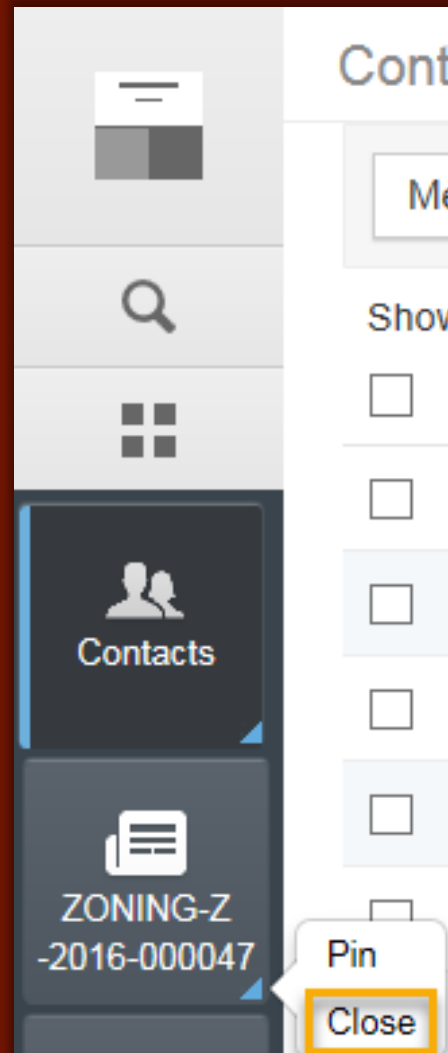 Cont
Me
Show
Contacts
ZONING-Z
-2016-000047
Pin
Close